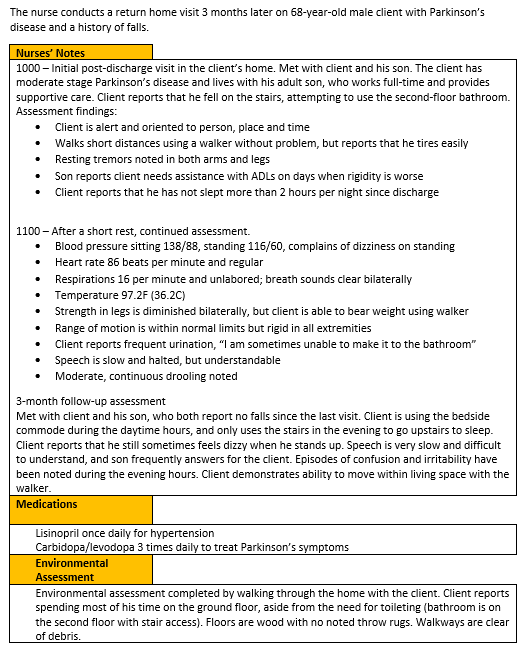 The nurse conducts a return home visit 3 months later on 68-year-old male client with Parkinson's
disease and a history of falls.
Nurses' Notes
1000 – Initial post-discharge visit in the client's home. Met with client and his son. The client has
moderate stage Parkinson's disease and lives with his adult son, who works full-time and provides
supportive care. Client reports that he fell on the stairs, attempting to use the second-floor bathroom.
Assessment findings:
• Client is alert and oriented to person, place and time
• Walks short distances using a walker without problem, but reports that he tires easily
• Resting tremors noted in both arms and legs
• Son reports client needs assistance with ADLs on days when rigidity is worse
• Client reports that he has not slept more than 2 hours per night since discharge
1100 – After a short rest, continued assessment.
• Blood pressure sitting 138/88, standing 116/60, complains of dizziness on standing
• Heart rate 86 beats per minute and regular
• Respirations 16 per minute and unlabored; breath sounds clear bilaterally
• Temperature 97.2F (36.2C)
• Strength in legs is diminished bilaterally, but client is able to bear weight using walker
• Range of motion is within normal limits but rigid in all extremities
• Client reports frequent urination, "I am sometimes unable to make it to the bathroom"
• Speech is slow and halted, but understandable
• Moderate, continuous drooling noted
3-month follow-up assessment
Met with client and his son, who both report no falls since the last visit. Client is using the bedside
commode during the daytime hours, and only uses the stairs in the evening to go upstairs to sleep.
Client reports that he still sometimes feels dizzy when he stands up. Speech is very slow and difficult
to understand, and son frequently answers for the client. Episodes of confusion and irritability have
been noted during the evening hours. Client demonstrates ability to move within living space with the
walker.
Medications
Lisinopril once daily for hypertension
Carbidopa/levodopa 3 times daily to treat Parkinson's symptoms
Environmental
Assessment
Environmental assessment completed by walking through the home with the client. Client reports
spending most of his time on the ground floor, aside from the need for toileting (bathroom is on
the second floor with stair access). Floors are wood with no noted throw rugs. Walkways are clear
of debris.